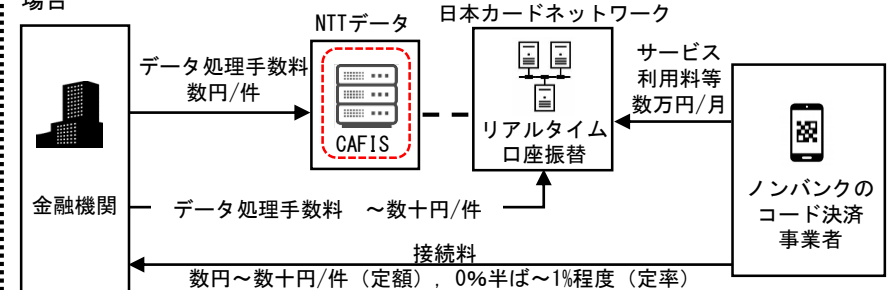 場合
NTTデータ
日本カードネットワーク
データ処理手数料
数円/件
サービス
利用料等
数万円/月
CAFIS
リアルタイム
口座振替
金融機関
データ処理手数料 ～数十円/件
ノンバンクの
コード決済
事業者
接続料
数円～数十円/件（定額）, 0%半ば～1%程度（定率）